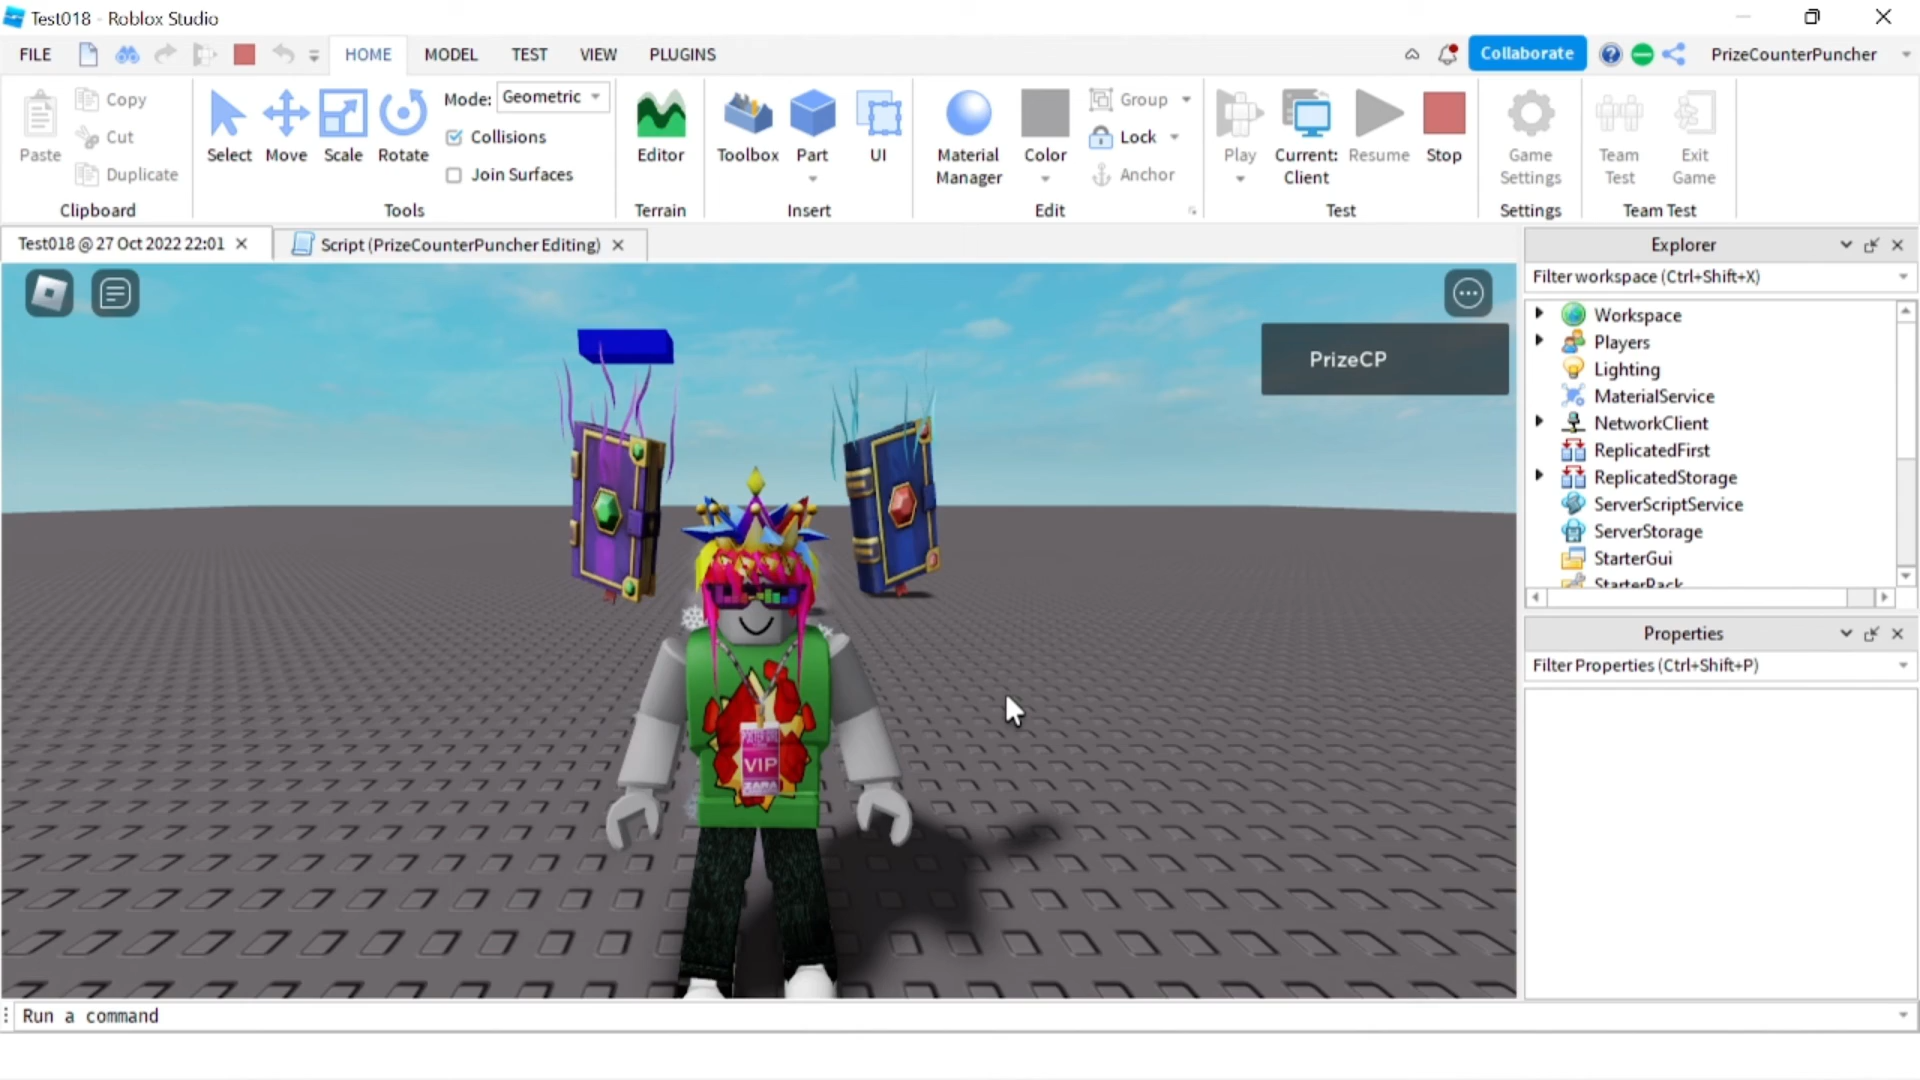 Test018 - Roblox Studio
FILE HOME MODEL TEST VIEW PLUGINS Collaborate PrizeCounterPuncher
Paste Copy Cut Duplicate
Clipboard
Select Move Scale Rotate
Mode: Geometric
Collisions
Join Surfaces
Tools
Editor
Terrain
Toolbox Part UI
Insert
Material Manager
Color
Group
Lock
Anchor
Edit
Play
Current: Client
Resume
Stop
Test
Game Settings
Settings
Team Test
Exit Game
Team Test
Test018 @ 27 Oct 2022 22:01
Script (PrizeCounterPuncher Editing)
PrizeCP
VIP
ZARA
Explorer
Filter workspace (Ctrl+Shift+X)
Workspace
Players
Lighting
MaterialService
NetworkClient
ReplicatedFirst
ReplicatedStorage
ServerScriptService
ServerStorage
StarterGui
StarterPack
Properties
Filter Properties (Ctrl+Shift+P)
Run a command